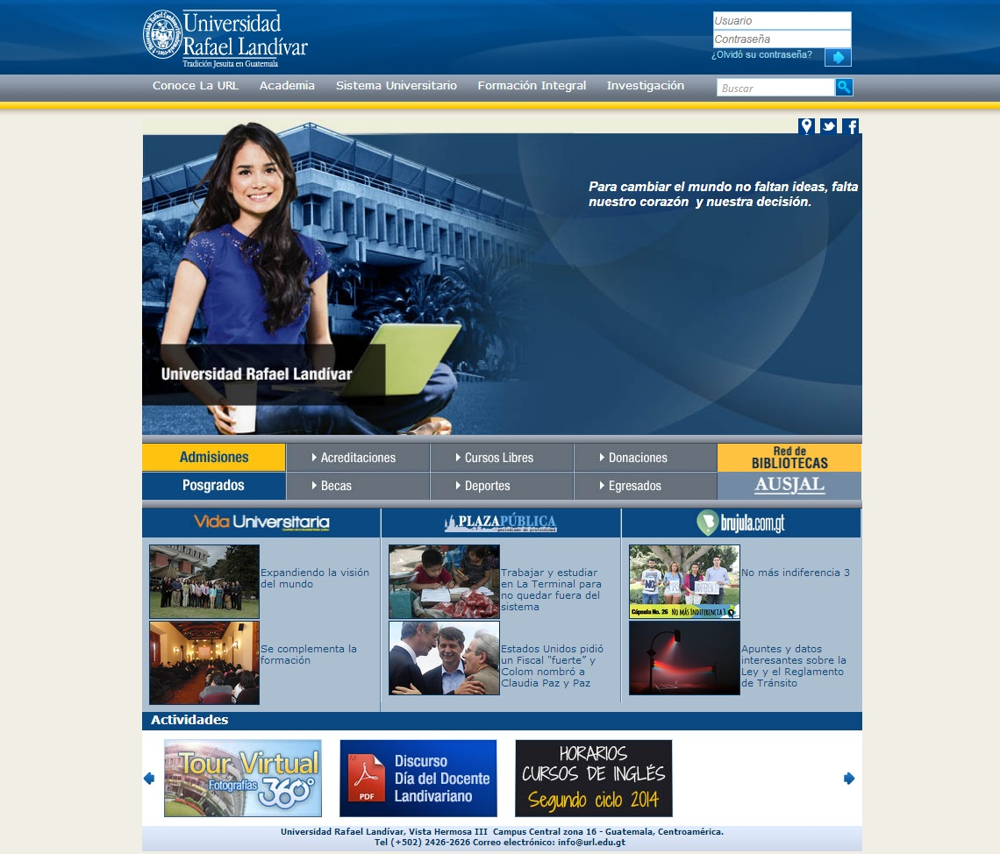 Universidad
Rafael Landívar
Tradición Jesuita en Guatemala
Usuario
Contraseña
¿Olvidó su contraseña?
Conoce La URL
Academia
Sistema Universitario
Formación Integral
Investigación
Buscar
Para cambiar el mundo no faltan ideas, falta
nuestro corazón y nuestra decisión.
Universidad Rafael Landívar
Admisiones
Acreditaciones
Cursos Libres
Donaciones
Red de
BIBLIOTECAS
Posgrados
Becas
Deportes
Egresados
AUSJAL
Vida Universitaria
PLAZAPÚBLICA
periodismo de profundidad
brujula.com.gt
Expandiendo la visión
del mundo
Trabajar y estudiar
en La Terminal para
no quedar fuera del
sistema
No más indiferencia 3
Cápsula No. 26 NO MÁS INDIFERENCIA 3
Se complementa la
formación
Estados Unidos pidió
un Fiscal “fuerte” y
Colom nombró a
Claudia Paz y Paz
Apuntes y datos
interesantes sobre la
Ley y el Reglamento
de Tránsito
Actividades
Tour Virtual
Fotografías 360°
PDF
Discurso
Día del Docente
Landivariano
HORARIOS
CURSOS DE INGLÉS
Segundo ciclo 2014
Universidad Rafael Landívar, Vista Hermosa III Campus Central zona 16 - Guatemala, Centroamérica.
Tel (+502) 2426-2626 Correo electrónico: info@url.edu.gt